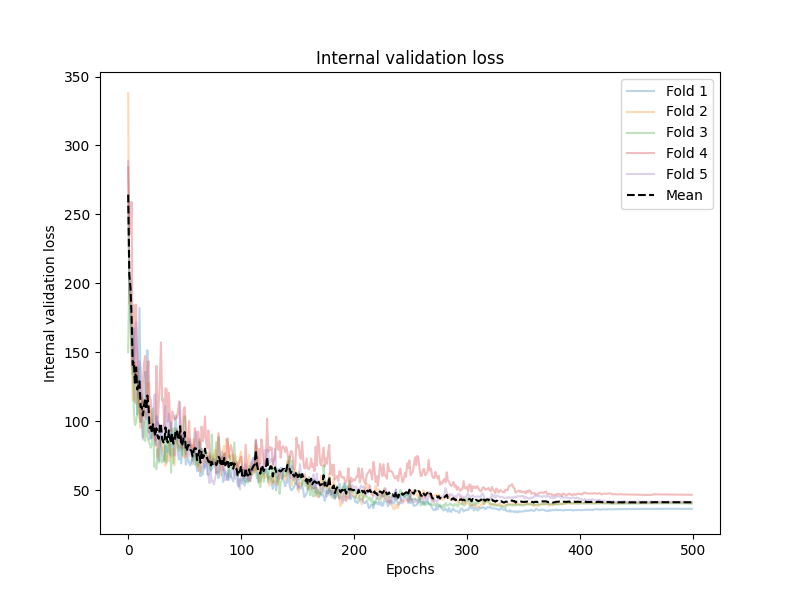 Internal validation loss
350
300
250
200
150
100
50
Internal validation loss
Fold 1
Fold 2
Fold 3
Fold 4
Fold 5
Mean
0
100
200
300
400
500
Epochs